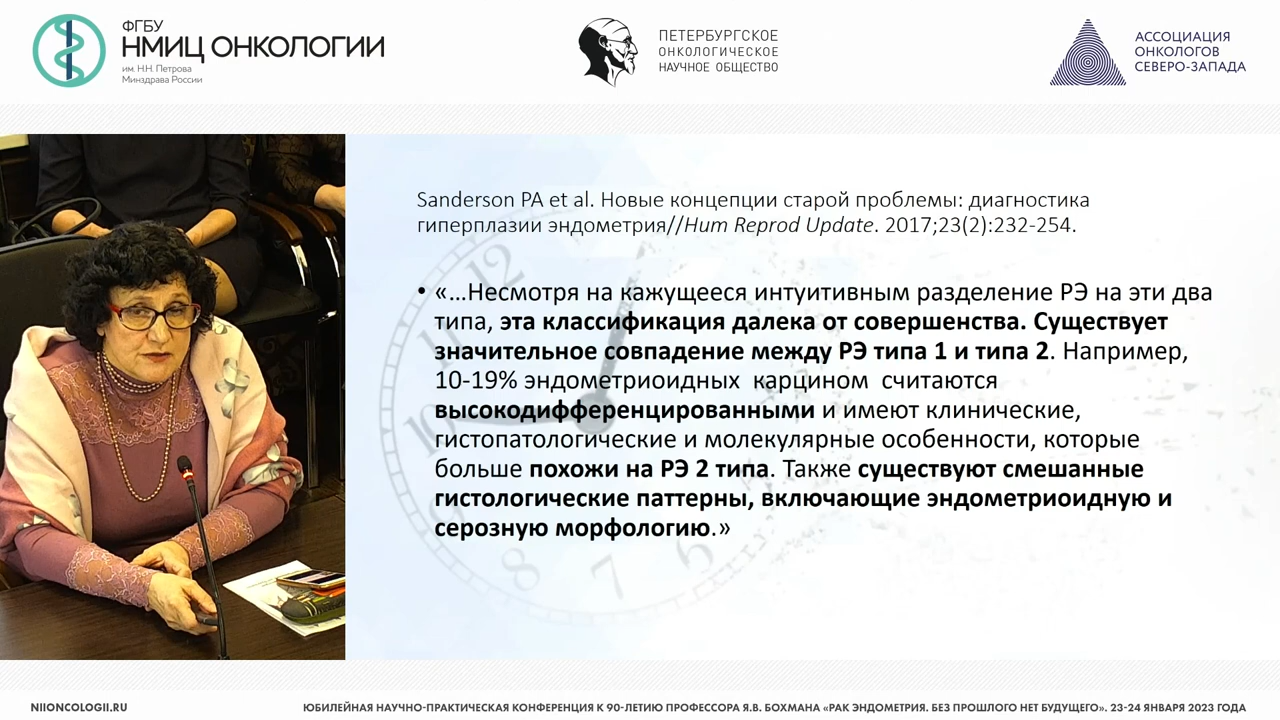 ФГБУ
НМИЦ ОНКОЛОГИИ
им. Н.Н. Петрова
Минздрава России
ПЕТЕРБУРГСКОЕ
ОНКОЛОГИЧЕСКОЕ
НАУЧНОЕ ОБЩЕСТВО
АССОЦИАЦИЯ
ОНКОЛОГОВ
СЕВЕРО-ЗАПАДА
Sanderson PA et al. Новые концепции старой проблемы: диагностика
гиперплазии эндометрия//Hum Reprod Update. 2017;23(2):232-254.
• «...Несмотря на кажущееся интуитивным разделение РЭ на эти два
типа, эта классификация далека от совершенства. Существует
значительное совпадение между РЭ типа 1 и типа 2. Например,
10-19% эндометриоидных карцином считаются
высокодифференцированными и имеют клинические,
гистопатологические и молекулярные особенности, которые
больше похожи на РЭ 2 типа. Также существуют смешанные
гистологические паттерны, включающие эндометриоидную и
серозную морфологию.»
NIIONCOLOGII.RU
ЮБИЛЕЙНАЯ НАУЧНО-ПРАКТИЧЕСКАЯ КОНФЕРЕНЦИЯ К 90-ЛЕТИЮ ПРОФЕССОРА Я.В. БОХМАНА «РАК ЭНДОМЕТРИЯ. БЕЗ ПРОШЛОГО НЕТ БУДУЩЕГО». 23-24 ЯНВАРЯ 2023 ГОДА